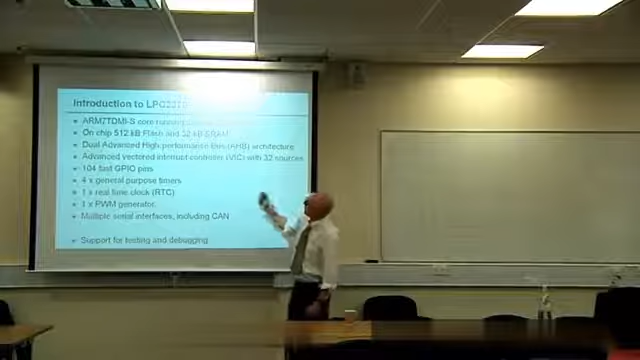 Introduction to
ARM7TDMI-S core running
On chip 512 kB Flash and 32 kB SRAM
Dual Advanced High performance Bus (AHB) architecture
Advanced vectored interrupt controller (VIC) with 32 sources
104 fast GPIO pins
4 x general purpose timers
1 x real time clock (RTC)
1 x PWM generator
Multiple serial interfaces, including CAN
Support for testing and debugging